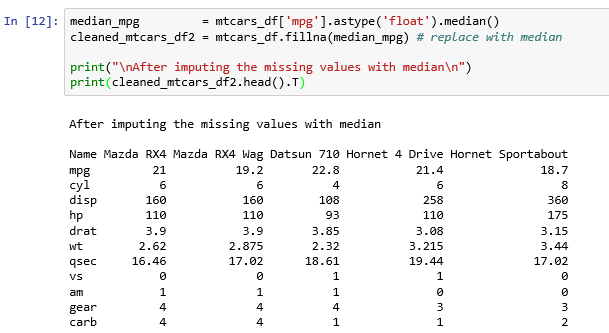 In [12]: median_mpg         = mtcars_df['mpg'].astype('float').median()
cleaned_mtcars_df2 = mtcars_df.fillna(median_mpg) # replace with median
print("\nAfter imputing the missing values with median\n")
print(cleaned_mtcars_df2.head().T)
After imputing the missing values with median
Name Mazda RX4 Mazda RX4 Wag Datsun 710 Hornet 4 Drive Hornet Sportabout
mpg 21 19.2 22.8 21.4 18.7
cyl 6 6 4 6 8
disp 160 160 108 258 360
hp 110 110 93 110 175
drat 3.9 3.9 3.85 3.08 3.15
wt 2.62 2.875 2.32 3.215 3.44
qsec 16.46 17.02 18.61 19.44 17.02
vs 0 0 1 1 0
am 1 1 1 0 0
gear 4 4 4 3 3
carb 4 4 1 1 2